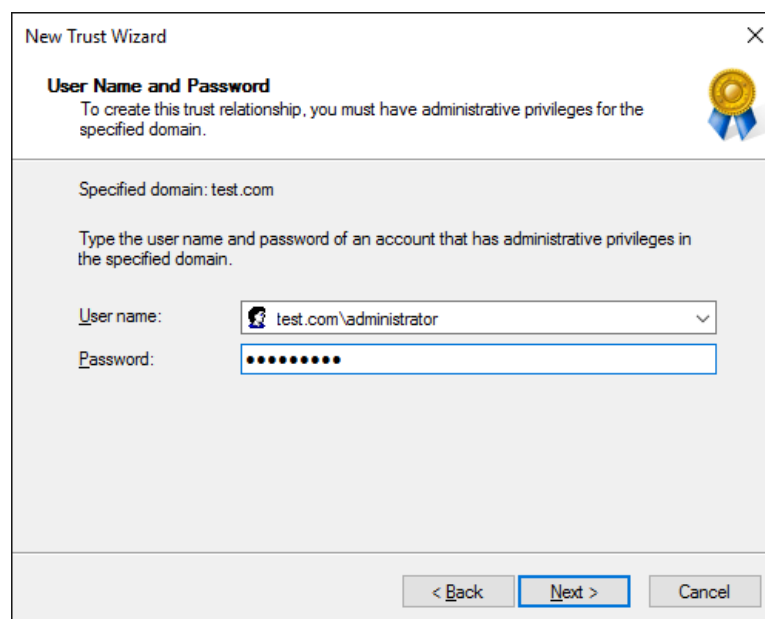 New Trust Wizard
User Name and Password
To create this trust relationship, you must have administrative privileges for the
specified domain.
Specified domain: test.com
Type the user name and password of an account that has administrative privileges in
the specified domain.
User name: test.com\administrator
Password: ●●●●●●●●●
< Back Next > Cancel